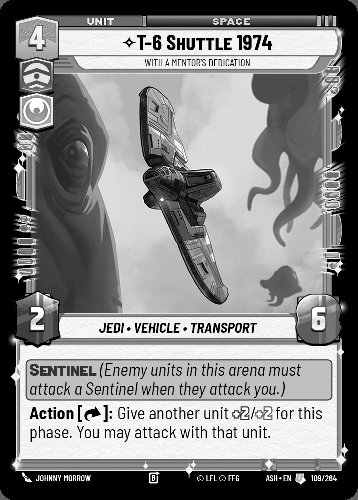 UNIT
SPACE
4
✧T-6 SHUTTLE 1974
WITH A MENTOR'S DEDICATION
2
6
JEDI • VEHICLE • TRANSPORT
SENTINEL (Enemy units in this arena must
attack a Sentinel when they attack you.)
Action [↷]: Give another unit +2/+2 for this
phase. You may attack with that unit.
JOHNNY MORROW
© LFL © FFG
ASH • EN
109/264